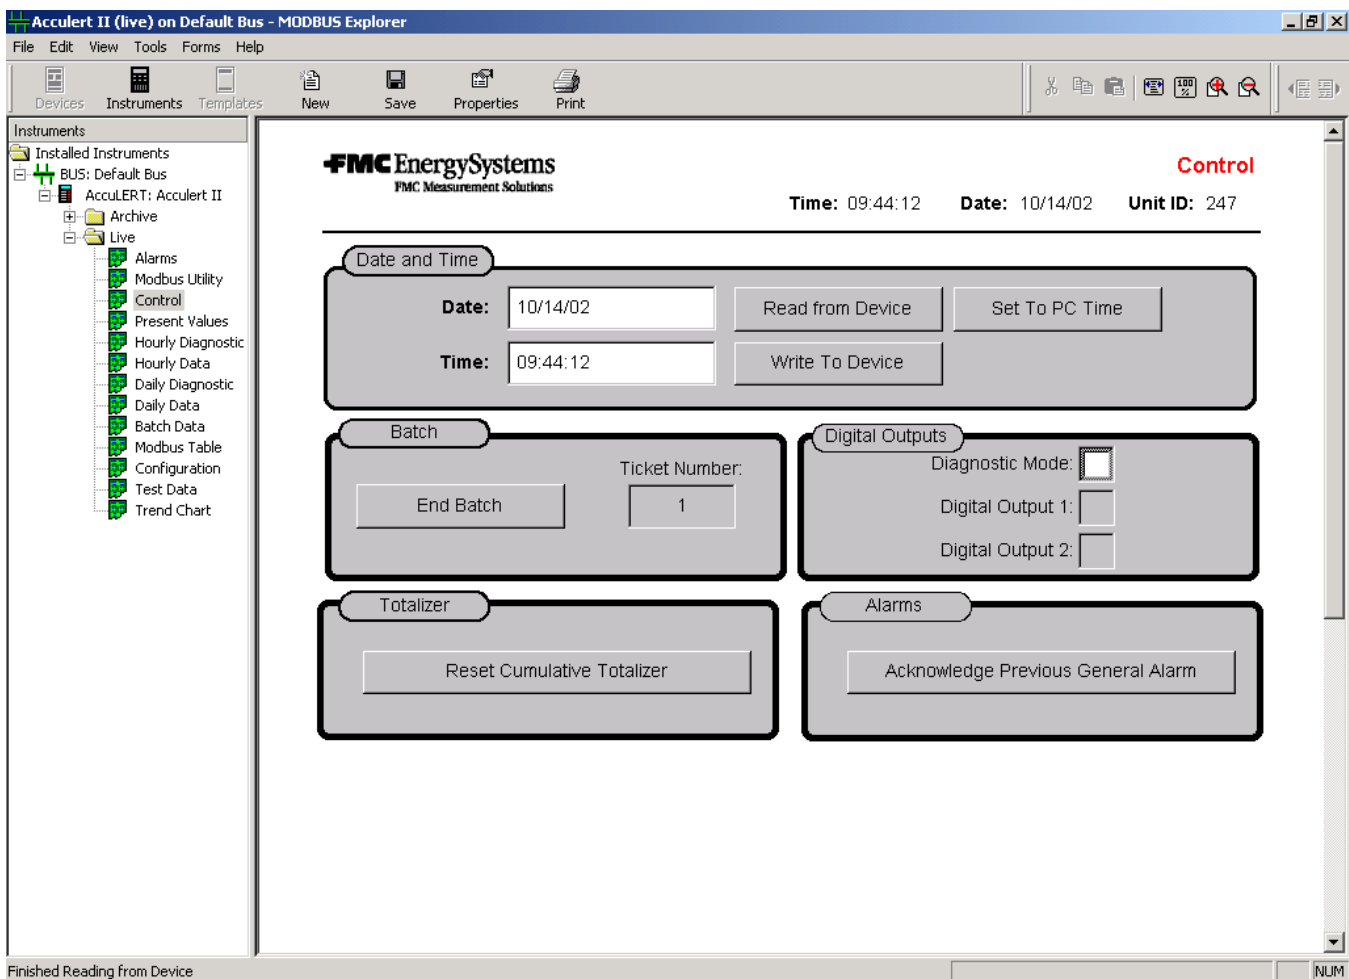 Acculert II (live) on Default Bus - MODBUS Explorer
File Edit View Tools Forms Help
Devices Instruments Templates New Save Properties Print 100 %
Instruments
Installed Instruments
BUS: Default Bus
AccuLERT: Acculert II
Archive
Live
Alarms
Modbus Utility
Control
Present Values
Hourly Diagnostic
Hourly Data
Daily Diagnostic
Daily Data
Batch Data
Modbus Table
Configuration
Test Data
Trend Chart
FMC EnergySystems
FMC Measurement Solutions
Control
Time: 09:44:12 Date: 10/14/02 Unit ID: 247
Date and Time
Date: 10/14/02 Read from Device Set To PC Time
Time: 09:44:12 Write To Device
Batch
Ticket Number:
End Batch 1
Digital Outputs
Diagnostic Mode:
Digital Output 1:
Digital Output 2:
Totalizer
Reset Cumulative Totalizer
Alarms
Acknowledge Previous General Alarm
Finished Reading from Device NUM